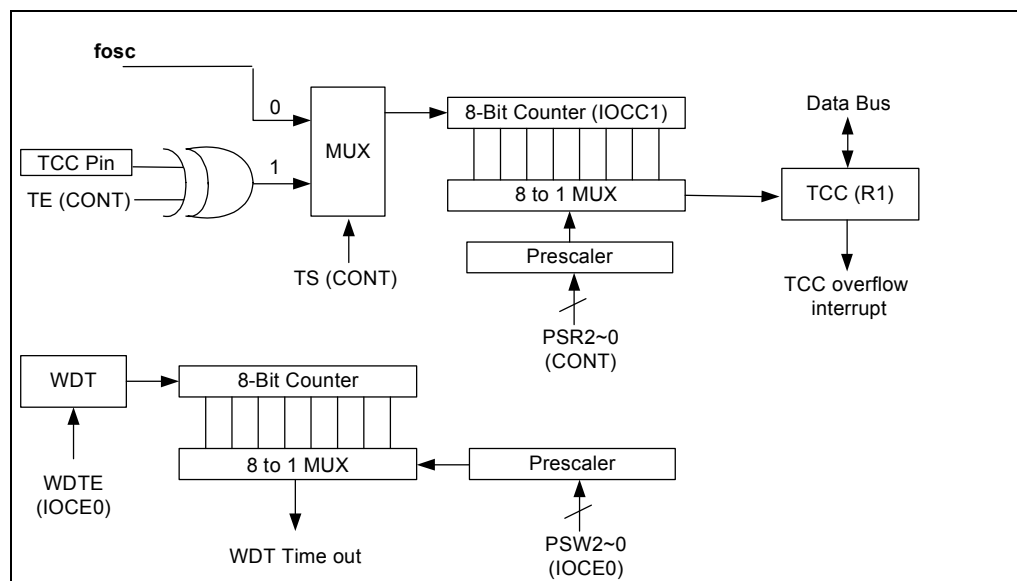 fosc
0
8-Bit Counter (IOCC1)
Data Bus
MUX
TCC Pin
1
TE (CONT)
8 to 1 MUX
TCC (R1)
Prescaler
TS (CONT)
TCC overflow
interrupt
PSR2~0
(CONT)
WDT
8-Bit Counter
8 to 1 MUX
Prescaler
WDTE
(IOCE0)
WDT Time out
PSW2~0
(IOCE0)